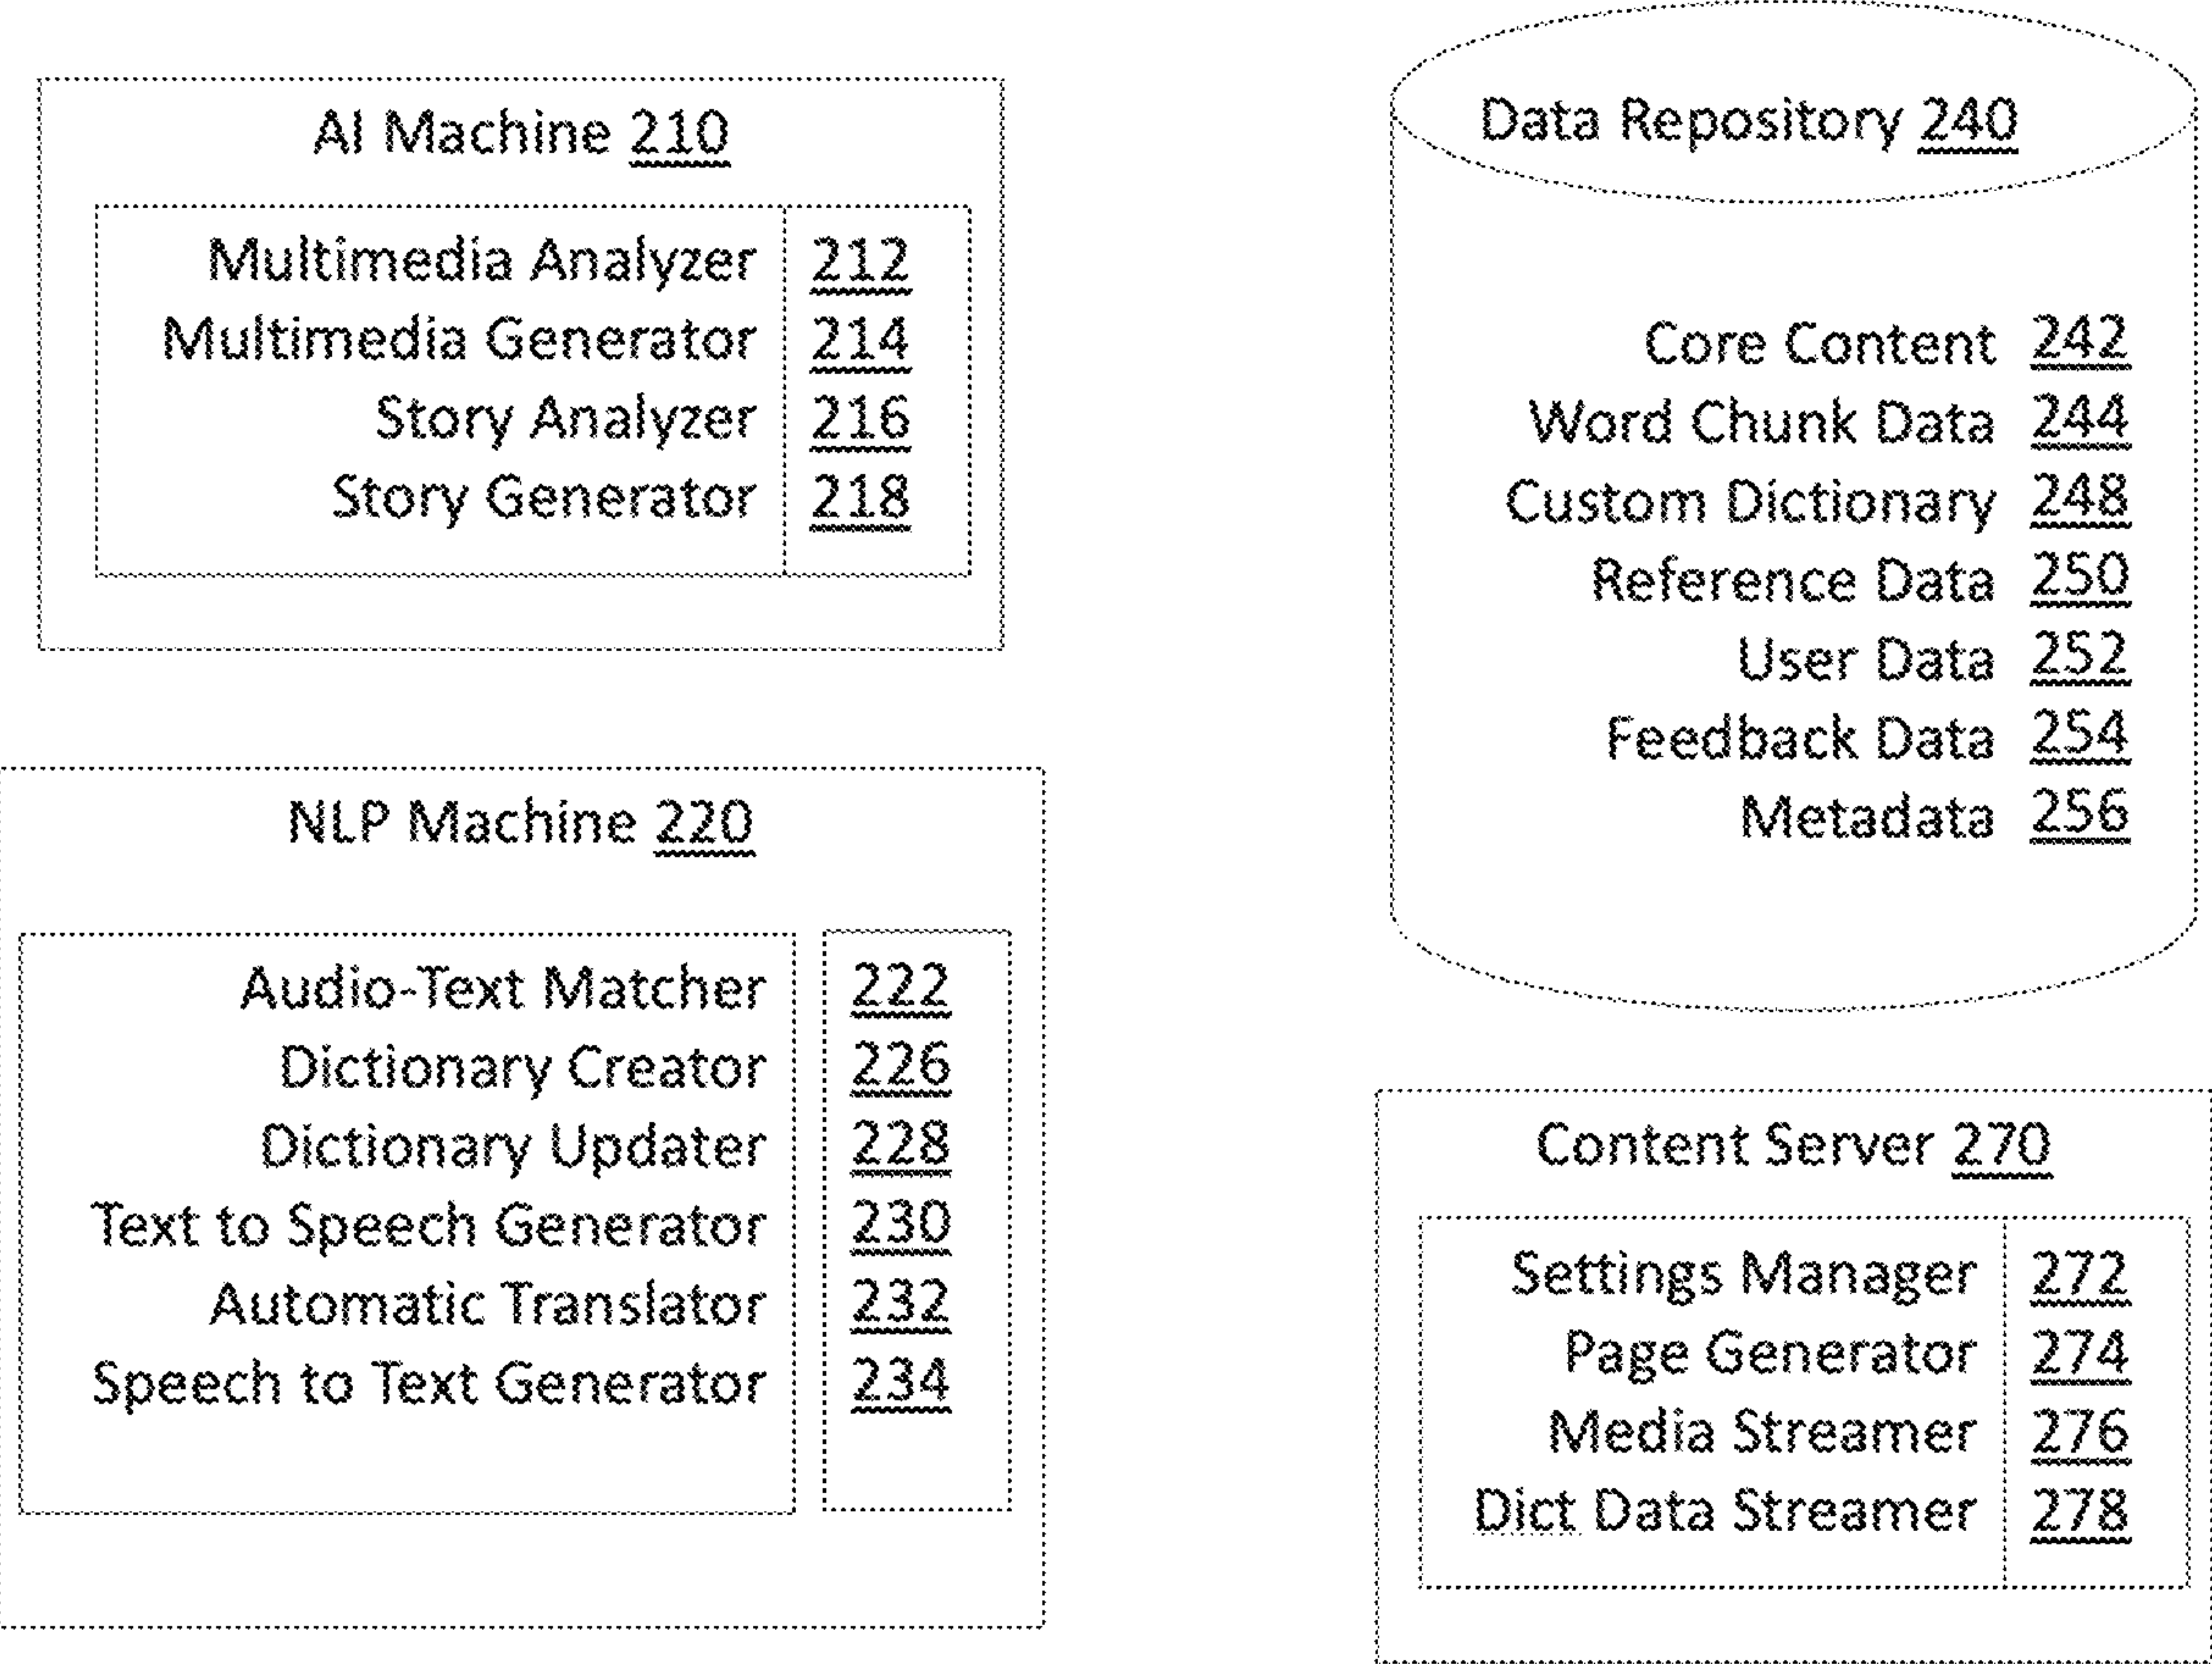 AI Machine 210
Multimedia Analyzer 212
Multimedia Generator 214
Story Analyzer 216
Story Generator 218
NLP Machine 220
Audio-Text Matcher 222
Dictionary Creator 226
Dictionary Updater 228
Text to Speech Generator 230
Automatic Translator 232
Speech to Text Generator 234
Data Repository 240
Core Content 242
Word Chunk Data 244
Custom Dictionary 248
Reference Data 250
User Data 252
Feedback Data 254
Metadata 256
Content Server 270
Settings Manager 272
Page Generator 274
Media Streamer 276
Dict Data Streamer 278